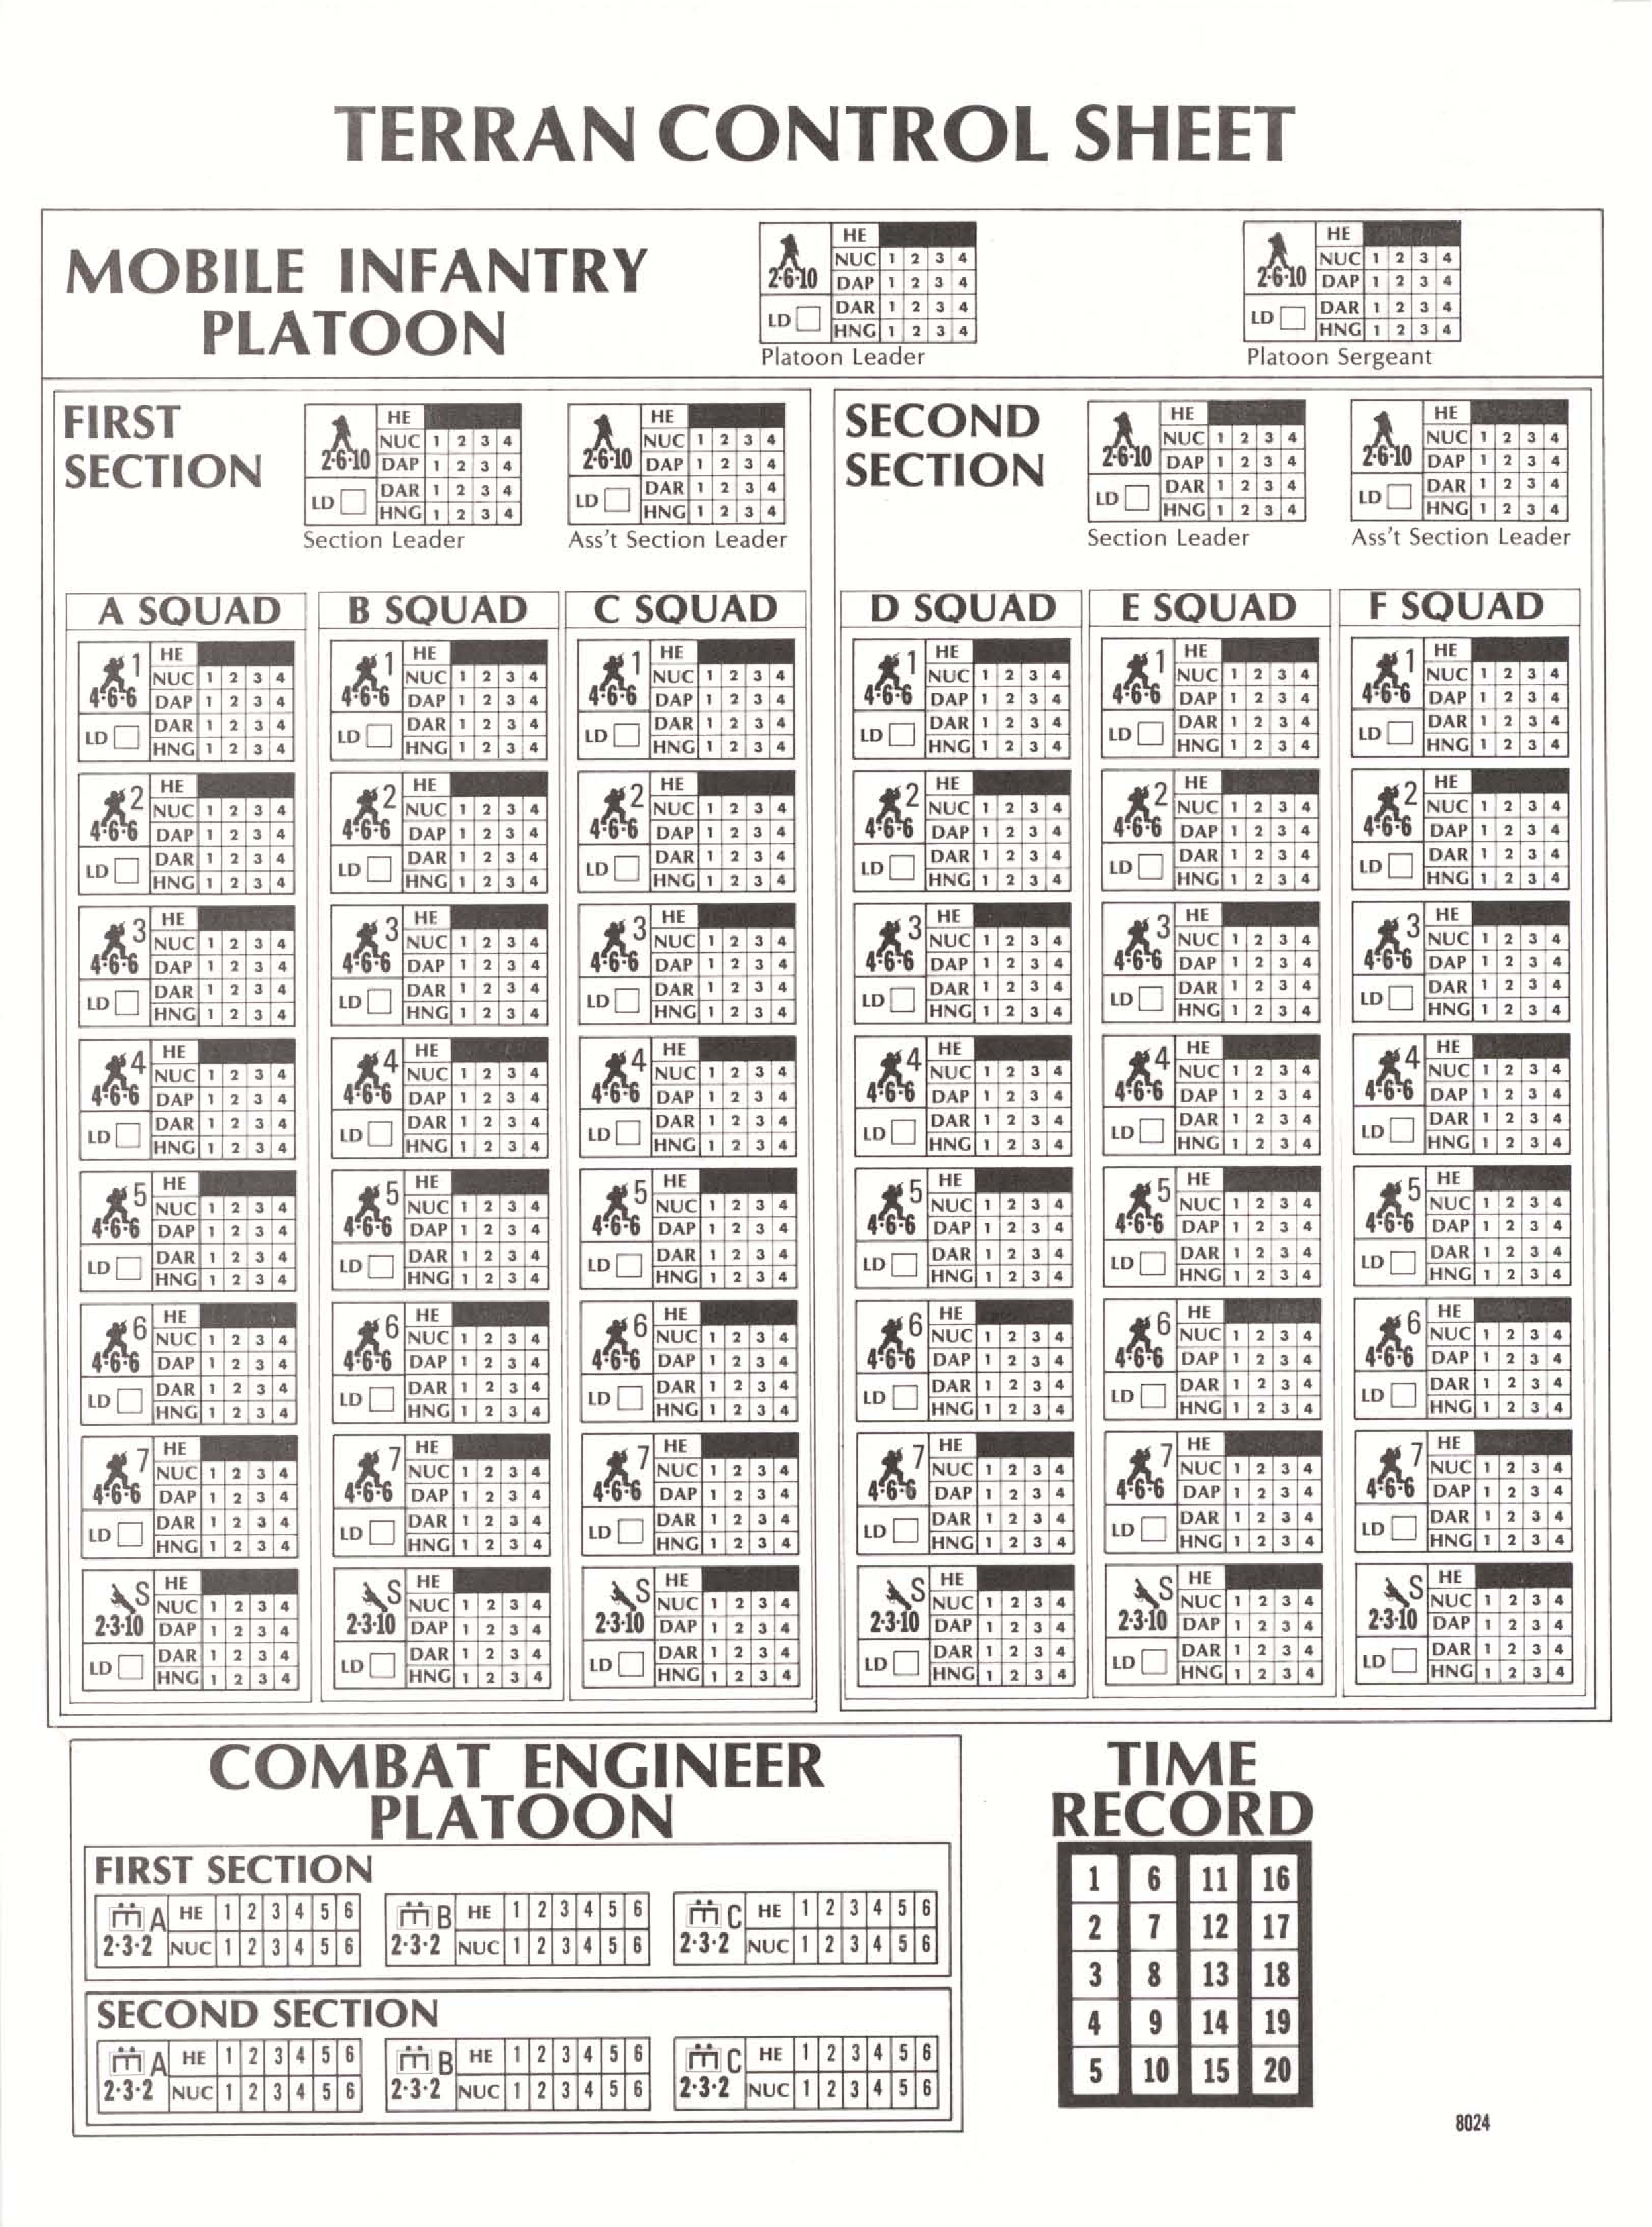 TERRAN CONTROL SHEET
MOBILE INFANTRY
PLATOON
2-6-10 LD
HE
NUC 1 2 3 4
DAP 1 2 3 4
DAR 1 2 3 4
HNG 1 2 3 4
Platoon Leader
2-6-10 LD
HE
NUC 1 2 3 4
DAP 1 2 3 4
DAR 1 2 3 4
HNG 1 2 3 4
Platoon Sergeant
FIRST
SECTION
2-6-10 LD
HE
NUC 1 2 3 4
DAP 1 2 3 4
DAR 1 2 3 4
HNG 1 2 3 4
Section Leader
2-6-10 LD
HE
NUC 1 2 3 4
DAP 1 2 3 4
DAR 1 2 3 4
HNG 1 2 3 4
Ass't Section Leader
SECOND
SECTION
2-6-10 LD
HE
NUC 1 2 3 4
DAP 1 2 3 4
DAR 1 2 3 4
HNG 1 2 3 4
Section Leader
2-6-10 LD
HE
NUC 1 2 3 4
DAP 1 2 3 4
DAR 1 2 3 4
HNG 1 2 3 4
Ass't Section Leader
A SQUAD B SQUAD C SQUAD D SQUAD E SQUAD F SQUAD
1 HE 1 HE 1 HE 1 HE 1 HE 1 HE
NUC 1 2 3 4 NUC 1 2 3 4 NUC 1 2 3 4 NUC 1 2 3 4 NUC 1 2 3 4 NUC 1 2 3 4
4-6-6 DAP 1 2 3 4 4-6-6 DAP 1 2 3 4 4-6-6 DAP 1 2 3 4 4-6-6 DAP 1 2 3 4 4-6-6 DAP 1 2 3 4 4-6-6 DAP 1 2 3 4
LD DAR 1 2 3 4 LD DAR 1 2 3 4 LD DAR 1 2 3 4 LD DAR 1 2 3 4 LD DAR 1 2 3 4 LD DAR 1 2 3 4
HNG 1 2 3 4 HNG 1 2 3 4 HNG 1 2 3 4 HNG 1 2 3 4 HNG 1 2 3 4 HNG 1 2 3 4
2 HE 2 HE 2 HE 2 HE 2 HE 2 HE
NUC 1 2 3 4 NUC 1 2 3 4 NUC 1 2 3 4 NUC 1 2 3 4 NUC 1 2 3 4 NUC 1 2 3 4
4-6-6 DAP 1 2 3 4 4-6-6 DAP 1 2 3 4 4-6-6 DAP 1 2 3 4 4-6-6 DAP 1 2 3 4 4-6-6 DAP 1 2 3 4 4-6-6 DAP 1 2 3 4
LD DAR 1 2 3 4 LD DAR 1 2 3 4 LD DAR 1 2 3 4 LD DAR 1 2 3 4 LD DAR 1 2 3 4 LD DAR 1 2 3 4
HNG 1 2 3 4 HNG 1 2 3 4 HNG 1 2 3 4 HNG 1 2 3 4 HNG 1 2 3 4 HNG 1 2 3 4
3 HE 3 HE 3 HE 3 HE 3 HE 3 HE
NUC 1 2 3 4 NUC 1 2 3 4 NUC 1 2 3 4 NUC 1 2 3 4 NUC 1 2 3 4 NUC 1 2 3 4
4-6-6 DAP 1 2 3 4 4-6-6 DAP 1 2 3 4 4-6-6 DAP 1 2 3 4 4-6-6 DAP 1 2 3 4 4-6-6 DAP 1 2 3 4 4-6-6 DAP 1 2 3 4
LD DAR 1 2 3 4 LD DAR 1 2 3 4 LD DAR 1 2 3 4 LD DAR 1 2 3 4 LD DAR 1 2 3 4 LD DAR 1 2 3 4
HNG 1 2 3 4 HNG 1 2 3 4 HNG 1 2 3 4 HNG 1 2 3 4 HNG 1 2 3 4 HNG 1 2 3 4
4 HE 4 HE 4 HE 4 HE 4 HE 4 HE
NUC 1 2 3 4 NUC 1 2 3 4 NUC 1 2 3 4 NUC 1 2 3 4 NUC 1 2 3 4 NUC 1 2 3 4
4-6-6 DAP 1 2 3 4 4-6-6 DAP 1 2 3 4 4-6-6 DAP 1 2 3 4 4-6-6 DAP 1 2 3 4 4-6-6 DAP 1 2 3 4 4-6-6 DAP 1 2 3 4
LD DAR 1 2 3 4 LD DAR 1 2 3 4 LD DAR 1 2 3 4 LD DAR 1 2 3 4 LD DAR 1 2 3 4 LD DAR 1 2 3 4
HNG 1 2 3 4 HNG 1 2 3 4 HNG 1 2 3 4 HNG 1 2 3 4 HNG 1 2 3 4 HNG 1 2 3 4
5 HE 5 HE 5 HE 5 HE 5 HE 5 HE
NUC 1 2 3 4 NUC 1 2 3 4 NUC 1 2 3 4 NUC 1 2 3 4 NUC 1 2 3 4 NUC 1 2 3 4
4-6-6 DAP 1 2 3 4 4-6-6 DAP 1 2 3 4 4-6-6 DAP 1 2 3 4 4-6-6 DAP 1 2 3 4 4-6-6 DAP 1 2 3 4 4-6-6 DAP 1 2 3 4
LD DAR 1 2 3 4 LD DAR 1 2 3 4 LD DAR 1 2 3 4 LD DAR 1 2 3 4 LD DAR 1 2 3 4 LD DAR 1 2 3 4
HNG 1 2 3 4 HNG 1 2 3 4 HNG 1 2 3 4 HNG 1 2 3 4 HNG 1 2 3 4 HNG 1 2 3 4
6 HE 6 HE 6 HE 6 HE 6 HE 6 HE
NUC 1 2 3 4 NUC 1 2 3 4 NUC 1 2 3 4 NUC 1 2 3 4 NUC 1 2 3 4 NUC 1 2 3 4
4-6-6 DAP 1 2 3 4 4-6-6 DAP 1 2 3 4 4-6-6 DAP 1 2 3 4 4-6-6 DAP 1 2 3 4 4-6-6 DAP 1 2 3 4 4-6-6 DAP 1 2 3 4
LD DAR 1 2 3 4 LD DAR 1 2 3 4 LD DAR 1 2 3 4 LD DAR 1 2 3 4 LD DAR 1 2 3 4 LD DAR 1 2 3 4
HNG 1 2 3 4 HNG 1 2 3 4 HNG 1 2 3 4 HNG 1 2 3 4 HNG 1 2 3 4 HNG 1 2 3 4
7 HE 7 HE 7 HE 7 HE 7 HE 7 HE
NUC 1 2 3 4 NUC 1 2 3 4 NUC 1 2 3 4 NUC 1 2 3 4 NUC 1 2 3 4 NUC 1 2 3 4
4-6-6 DAP 1 2 3 4 4-6-6 DAP 1 2 3 4 4-6-6 DAP 1 2 3 4 4-6-6 DAP 1 2 3 4 4-6-6 DAP 1 2 3 4 4-6-6 DAP 1 2 3 4
LD DAR 1 2 3 4 LD DAR 1 2 3 4 LD DAR 1 2 3 4 LD DAR 1 2 3 4 LD DAR 1 2 3 4 LD DAR 1 2 3 4
HNG 1 2 3 4 HNG 1 2 3 4 HNG 1 2 3 4 HNG 1 2 3 4 HNG 1 2 3 4 HNG 1 2 3 4
S HE S HE S HE S HE S HE S HE
NUC 1 2 3 4 NUC 1 2 3 4 NUC 1 2 3 4 NUC 1 2 3 4 NUC 1 2 3 4 NUC 1 2 3 4
2-3-10 DAP 1 2 3 4 2-3-10 DAP 1 2 3 4 2-3-10 DAP 1 2 3 4 2-3-10 DAP 1 2 3 4 2-3-10 DAP 1 2 3 4 2-3-10 DAP 1 2 3 4
LD DAR 1 2 3 4 LD DAR 1 2 3 4 LD DAR 1 2 3 4 LD DAR 1 2 3 4 LD DAR 1 2 3 4 LD DAR 1 2 3 4
HNG 1 2 3 4 HNG 1 2 3 4 HNG 1 2 3 4 HNG 1 2 3 4 HNG 1 2 3 4 HNG 1 2 3 4
COMBAT ENGINEER
PLATOON
FIRST SECTION
A HE 1 2 3 4 5 6 B HE 1 2 3 4 5 6 C HE 1 2 3 4 5 6
2·3·2 NUC 1 2 3 4 5 6 2·3·2 NUC 1 2 3 4 5 6 2·3·2 NUC 1 2 3 4 5 6
SECOND SECTION
A HE 1 2 3 4 5 6 B HE 1 2 3 4 5 6 C HE 1 2 3 4 5 6
2·3·2 NUC 1 2 3 4 5 6 2·3·2 NUC 1 2 3 4 5 6 2·3·2 NUC 1 2 3 4 5 6
TIME
RECORD
1 6 11 16
2 7 12 17
3 8 13 18
4 9 14 19
5 10 15 20
8024